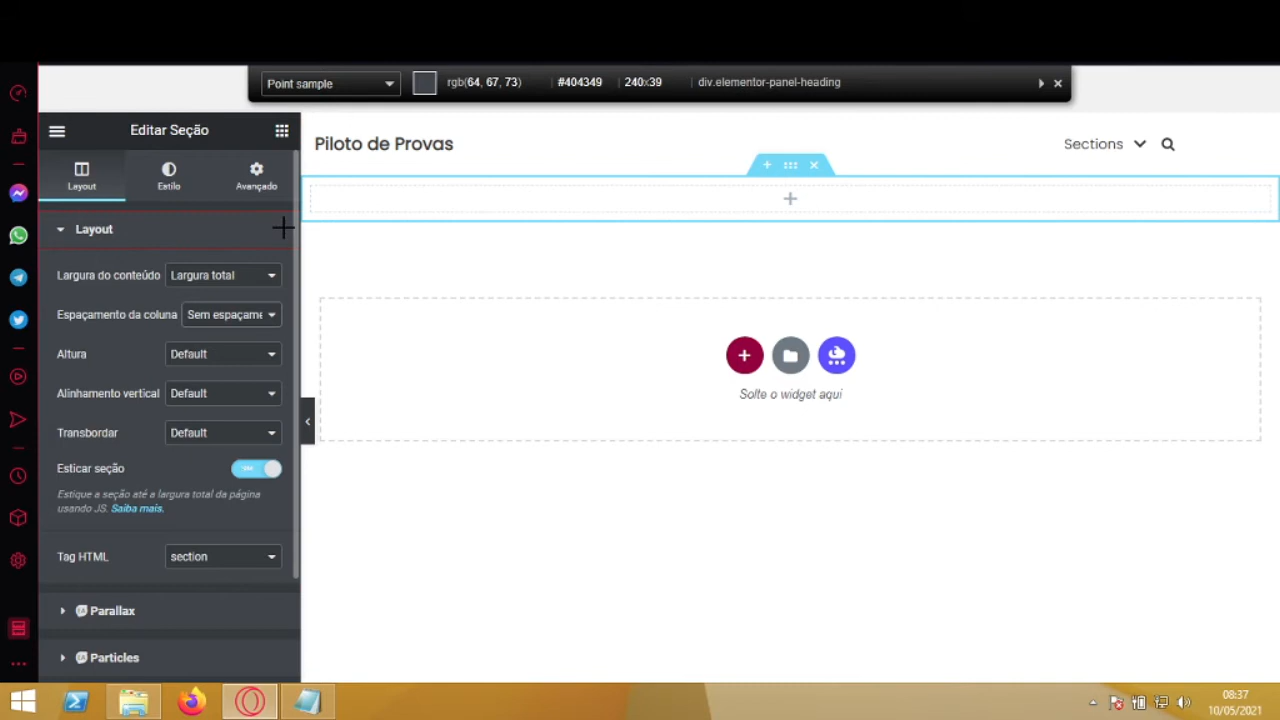 Point sample
rgb(64, 67, 73)
#404349
240x39
div.elementor-panel-heading
Editar Seção
Layout
Estilo
Avançado
Piloto de Provas
Sections
Layout
Largura do conteúdo
Largura total
Espaçamento da coluna
Sem espaçame
Altura
Default
Alinhamento vertical
Default
Transbordar
Default
Esticar seção
SIM
Estique a seção até a largura total da página
usando JS. Saiba mais.
Tag HTML
section
Parallax
Particles
Solte o widget aqui
08:37
10/05/2021